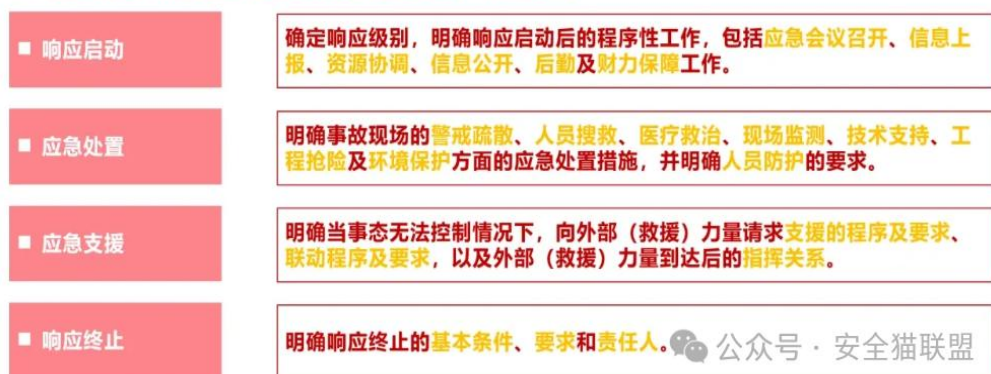 响应启动
确定响应级别，明确响应启动后的程序性工作，包括应急会议召开、信息上
报、资源协调、信息公开、后勤及财力保障工作。
应急处置
明确事故现场的警戒疏散、人员搜救、医疗救治、现场监测、技术支持、工
程抢险及环境保护方面的应急处置措施，并明确人员防护的要求。
应急支援
明确当事态无法控制情况下，向外部（救援）力量请求支援的程序及要求、
联动程序及要求，以及外部（救援）力量到达后的指挥关系。
响应终止
明确响应终止的基本条件、要求和责任人。
公众号 · 安全猫联盟